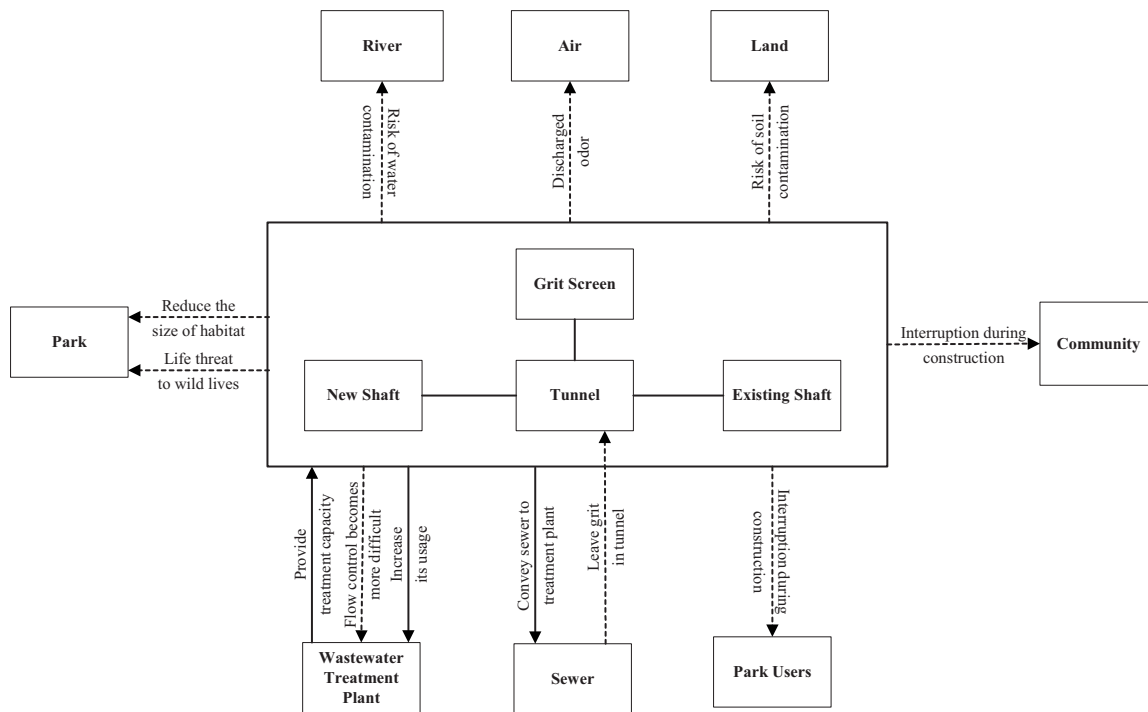 River
Air
Land
Risk of water
contamination
Discharged
odor
Risk of soil
contamination
Grit Screen
Park
Reduce the
size of habitat
Life threat
to wild lives
New Shaft
Tunnel
Existing Shaft
Interruption during
construction
Community
Provide
treatment capacity
Flow control becomes
more difficult
Increase
its usage
Convey sewer to
treatment plant
Leave grit
in tunnel
Interruption during
construction
Wastewater
Treatment
Plant
Sewer
Park Users